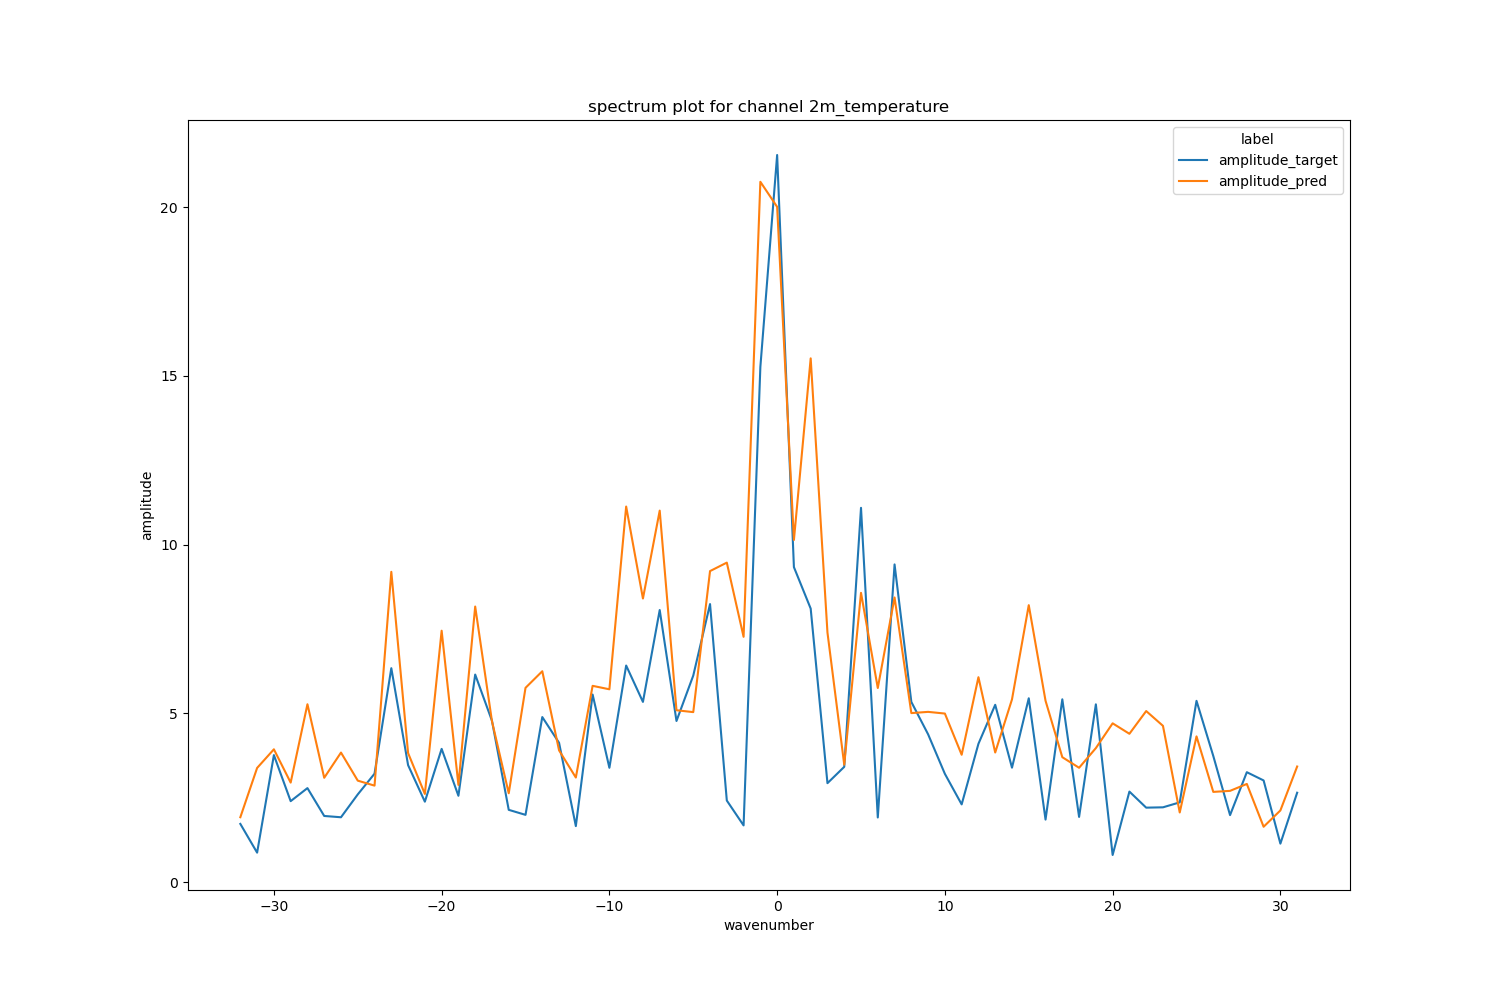 spectrum plot for channel 2m_temperature
label
amplitude_target
amplitude_pred
amplitude
20
15
10
5
0
−30
−20
−10
0
10
20
30
wavenumber